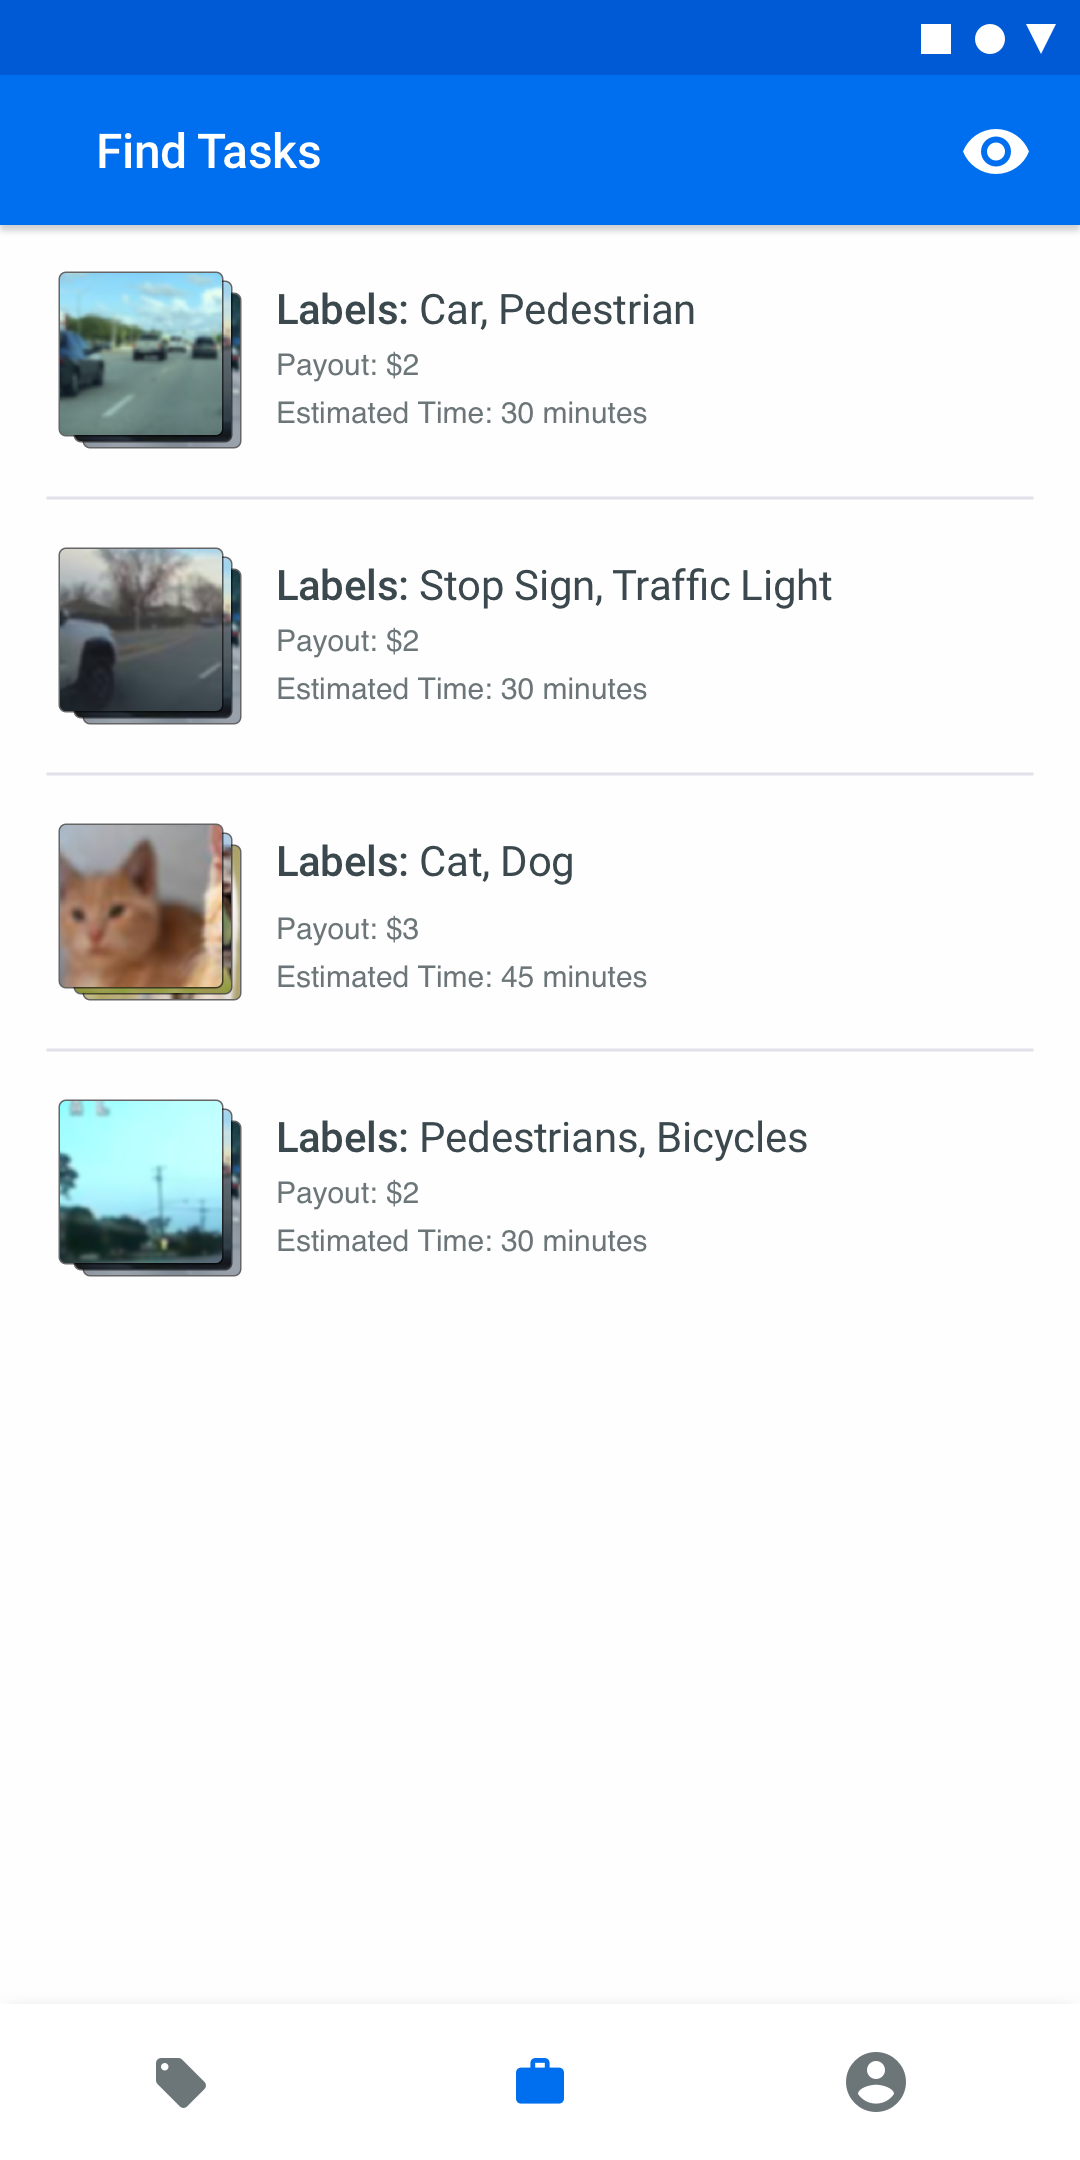 Find Tasks
Labels: Car, Pedestrian
Payout: $2
Estimated Time: 30 minutes
Labels: Stop Sign, Traffic Light
Payout: $2
Estimated Time: 30 minutes
Labels: Cat, Dog
Payout: $3
Estimated Time: 45 minutes
Labels: Pedestrians, Bicycles
Payout: $2
Estimated Time: 30 minutes